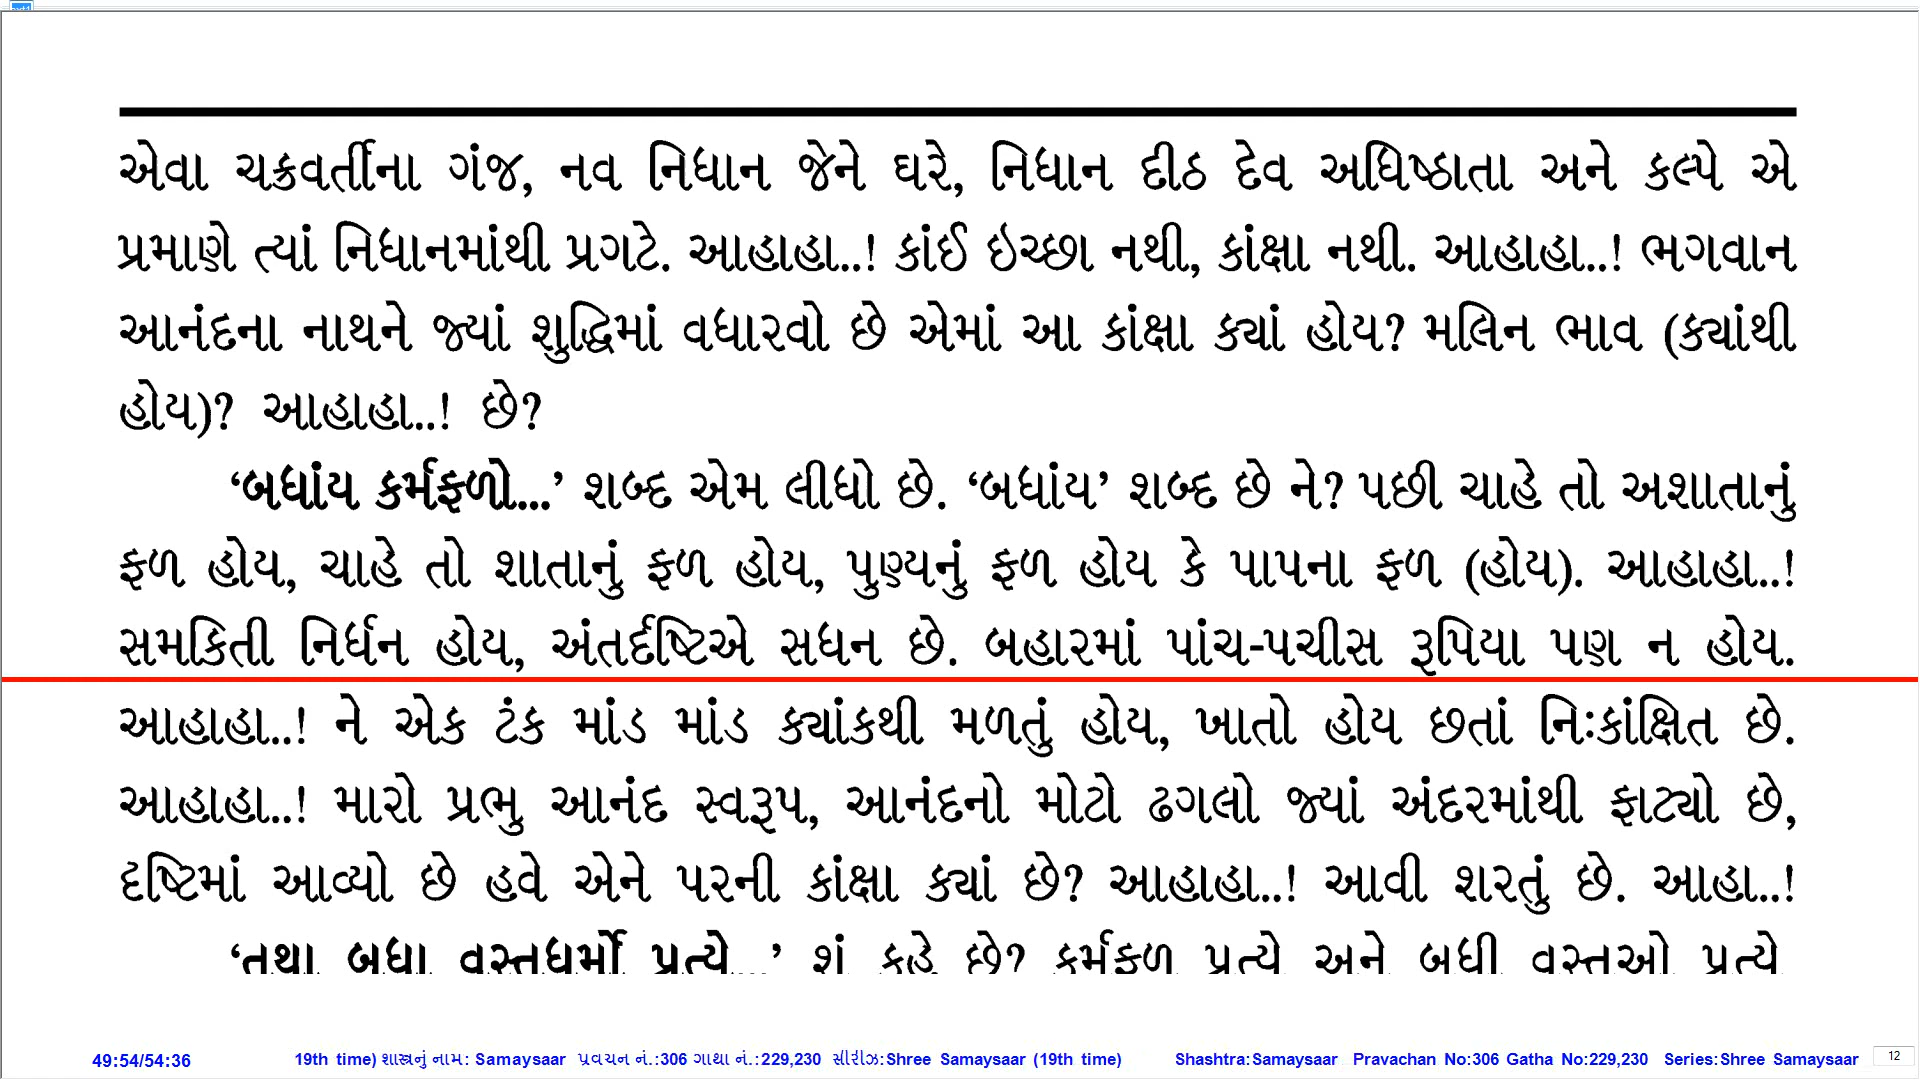 એવા ચક્રવર્તીના ગંજ, નવ નિધાન જેને ઘરે, નિધાન દીઠ દેવ અધિષ્ઠાતા અને કલ્પે એ
પ્રમાણે ત્યાં નિધાનમાંથી પ્રગટે. આહાહા..! કાંઈ ઇચ્છા નથી, કાંક્ષા નથી. આહાહા..! ભગવાન
આનંદના નાથને જ્યાં શુદ્ધિમાં વધારવો છે એમાં આ કાંક્ષા ક્યાં હોય? મલિન ભાવ (ક્યાંથી
હોય)? આહાહા..! છે?
‘બધાંય કર્મફળો...’ શબ્દ એમ લીધો છે. ‘બધાંય’ શબ્દ છે ને? પછી ચાહે તો અશાતાનું
ફળ હોય, ચાહે તો શાતાનું ફળ હોય, પુણ્યનું ફળ હોય કે પાપના ફળ (હોય). આહાહા..!
સમકિતી નિર્ધન હોય, અંતર્દષ્ટિએ સધન છે. બહારમાં પાંચ-પચીસ રૂપિયા પણ ન હોય.
આહાહા..! ને એક ટંક માંડ માંડ ક્યાંકથી મળતું હોય, ખાતો હોય છતાં નિઃકાંક્ષિત છે.
આહાહા..! મારો પ્રભુ આનંદ સ્વરૂપ, આનંદનો મોટો ઢગલો જ્યાં અંદરમાંથી ફાટ્યો છે,
દૃષ્ટિમાં આવ્યો છે હવે એને પરની કાંક્ષા ક્યાં છે? આહાહા..! આવી શરતું છે. આહા..!
‘તથા બધા વસ્તુધર્મો પ્રત્યે...’ શું કહે છે? કર્મફળ પ્રત્યે અને બધી વસ્તુઓ પ્રત્યે
49:54/54:36 19th time) શાસ્ત્રનું નામ: Samaysaar પ્રવચન નં.:306 ગાથા નં.:229,230 સીરીઝ:Shree Samaysaar (19th time) Shashtra:Samaysaar Pravachan No:306 Gatha No:229,230 Series:Shree Samaysaar 12